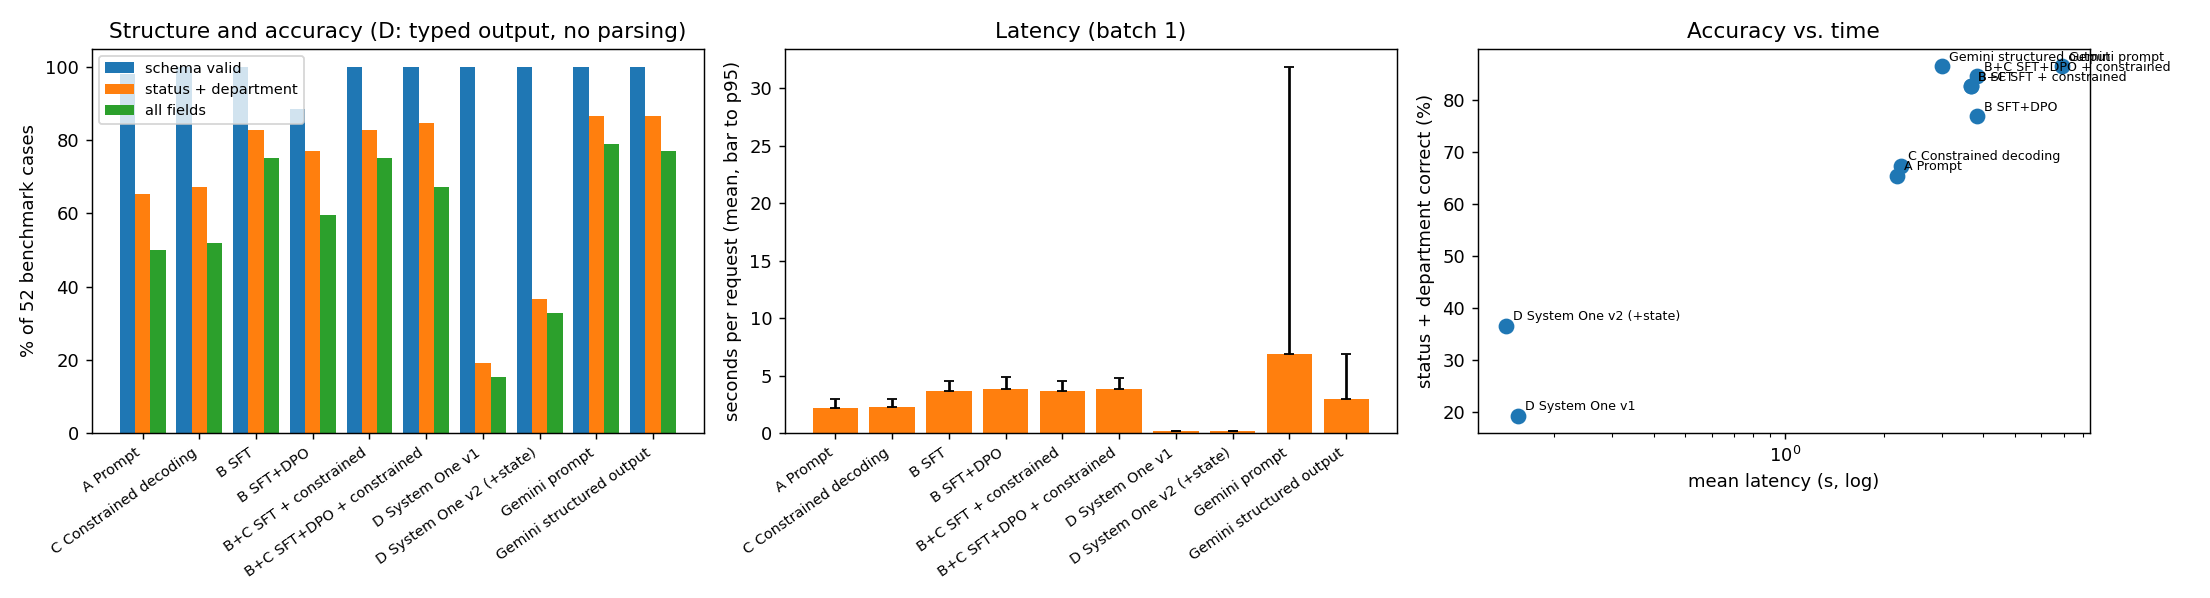 Structure and accuracy (D: typed output, no parsing)
% of 52 benchmark cases
100
80
60
40
20
0
schema valid
status + department
all fields
A Prompt
C Constrained decoding
B SFT
B SFT+DPO
B+C SFT + constrained
B+C SFT+DPO + constrained
D System One v1
D System One v2 (+state)
Gemini prompt
Gemini structured output
Latency (batch 1)
seconds per request (mean, bar to p95)
30
25
20
15
10
5
0
A Prompt
C Constrained decoding
B SFT
B SFT+DPO
B+C SFT + constrained
B+C SFT+DPO + constrained
D System One v1
D System One v2 (+state)
Gemini prompt
Gemini structured output
Accuracy vs. time
status + department correct (%)
80
70
60
50
40
30
20
Gemini structured output
Gemini prompt
B+C SFT+DPO + constrained
B SFT
B+C SFT + constrained
B SFT+DPO
C Constrained decoding
A Prompt
D System One v2 (+state)
D System One v1
10⁰
mean latency (s, log)